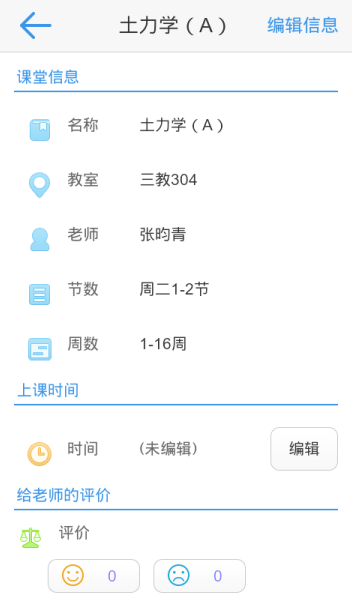 土力学（A） 编辑信息
课堂信息
名称 土力学（A）
教室 三教304
老师 张昀青
节数 周二1-2节
周数 1-16周
上课时间
时间 (未编辑) 编辑
给老师的评价
评价
0 0